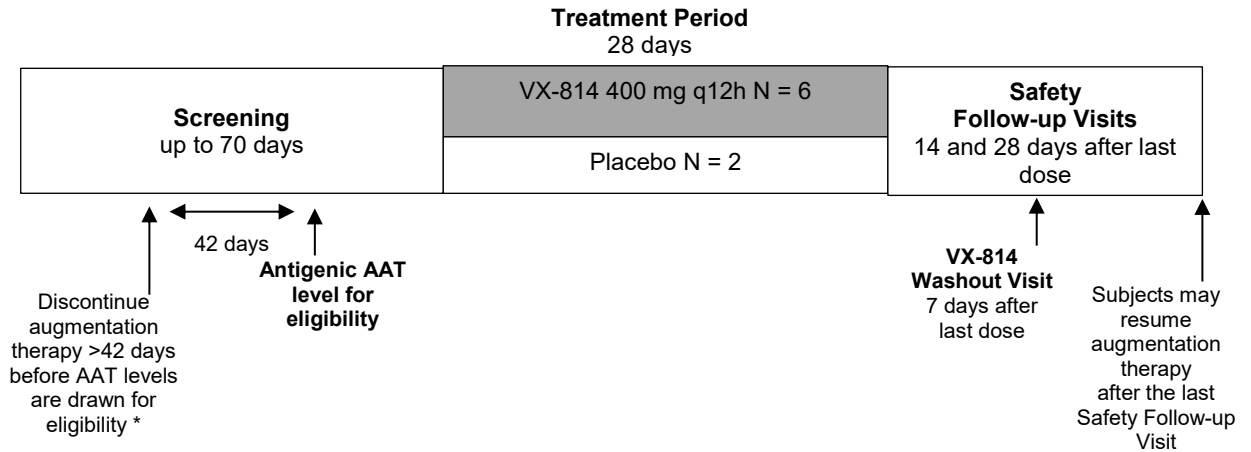 Treatment Period
28 days
Screening
up to 70 days
VX-814 400 mg q12h N = 6
Placebo N = 2
Safety
Follow-up Visits
14 and 28 days after last
dose
42 days
Discontinue
augmentation
therapy >42 days
before AAT levels
are drawn for
eligibility *
Antigenic AAT
level for
eligibility
VX-814
Washout Visit
7 days after
last dose
Subjects may
resume
augmentation
therapy
after the last
Safety Follow-up
Visit